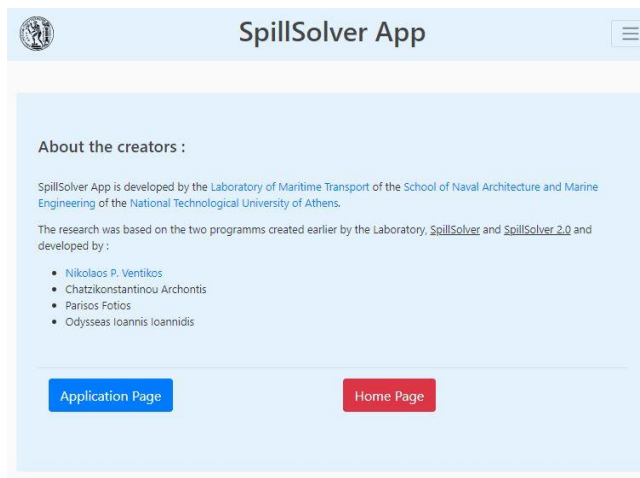 SpillSolver App
About the creators :
SpillSolver App is developed by the Laboratory of Maritime Transport of the School of Naval Architecture and Marine
Engineering of the National Technological University of Athens.
The research was based on the two programms created earlier by the Laboratory, SpillSolver and SpillSolver 2.0 and
developed by :
Nikolaos P. Ventikos
Chatzikonstantinou Archontis
Parisos Fotios
Odysseas Ioannis Ioannidis
Application Page
Home Page